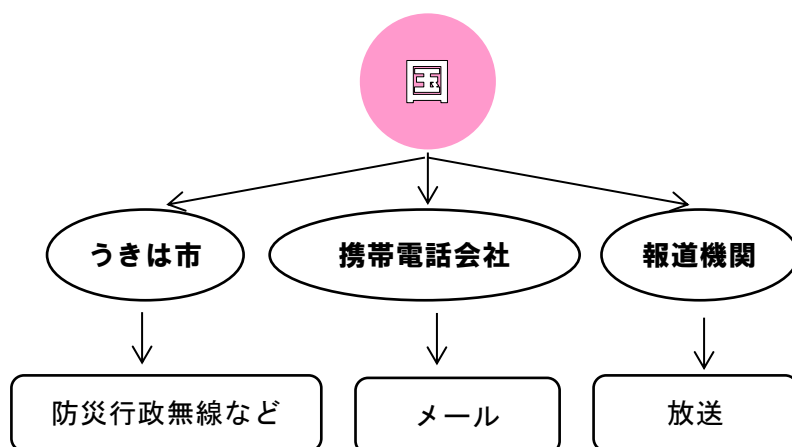 国
うきは市
携帯電話会社
報道機関
防災行政無線など
メール
放送